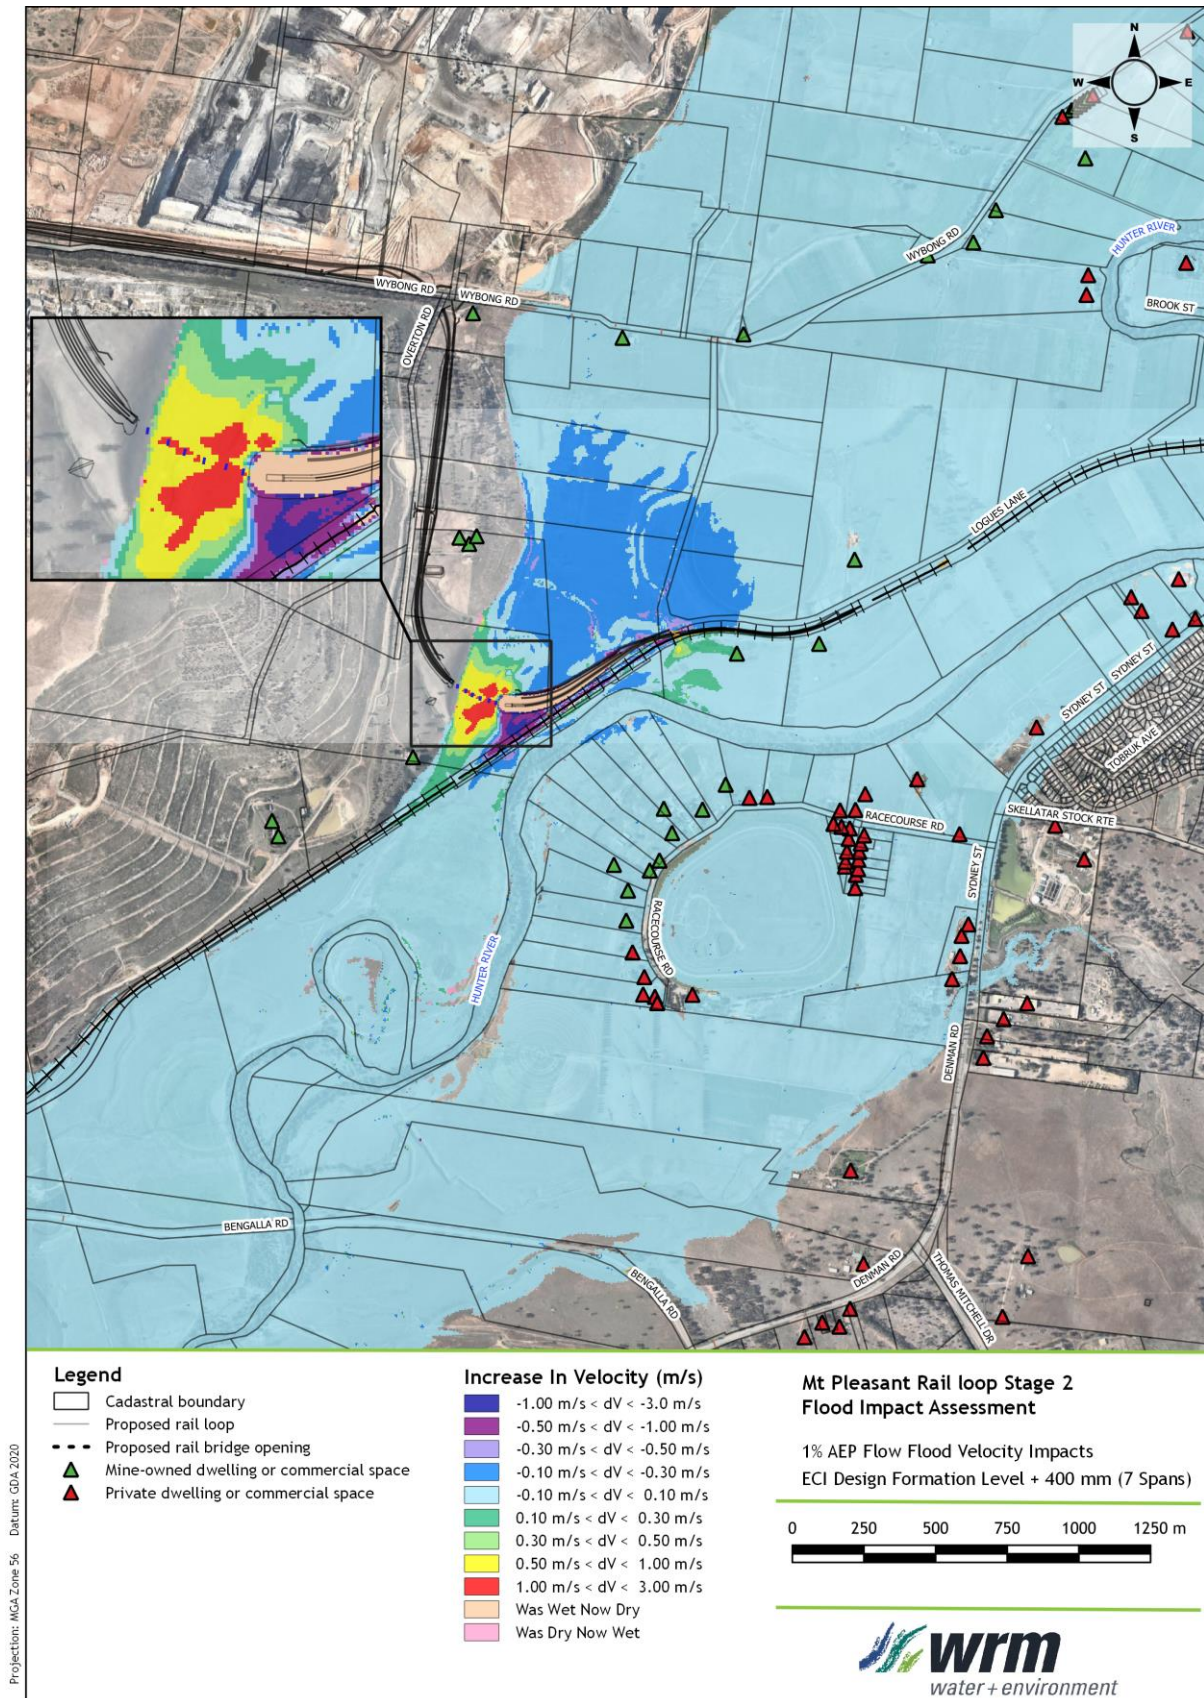 N
W E
S
HUNTER RIVER
WYBONG RD
BROOK ST
WYBONG RD
WYBONG RD
OVERTON RD
LOGUES LANE
SYDNEY ST
SYDNEY ST
TOBRUK AVE
SKELLATAR STOCK RTE
RACECOURSE RD
SYDNEY ST
RACECOURSE RD
HUNTER RIVER
DENMAN RD
BENGALLA RD
BENGALLA RD
DENMAN RD
THOMAS MITCHELL DR
Legend
Cadastral boundary
Proposed rail loop
Proposed rail bridge opening
Mine-owned dwelling or commercial space
Private dwelling or commercial space
Increase In Velocity (m/s)
-1.00 m/s < dV < -3.0 m/s
-0.50 m/s < dV < -1.00 m/s
-0.30 m/s < dV < -0.50 m/s
-0.10 m/s < dV < -0.30 m/s
-0.10 m/s < dV < 0.10 m/s
0.10 m/s < dV < 0.30 m/s
0.30 m/s < dV < 0.50 m/s
0.50 m/s < dV < 1.00 m/s
1.00 m/s < dV < 3.00 m/s
Was Wet Now Dry
Was Dry Now Wet
Mt Pleasant Rail loop Stage 2
Flood Impact Assessment
1% AEP Flow Flood Velocity Impacts
ECI Design Formation Level + 400 mm (7 Spans)
0 250 500 750 1000 1250 m
wrm
water + environment
Projection: MGA Zone 56 Datum: GDA 2020